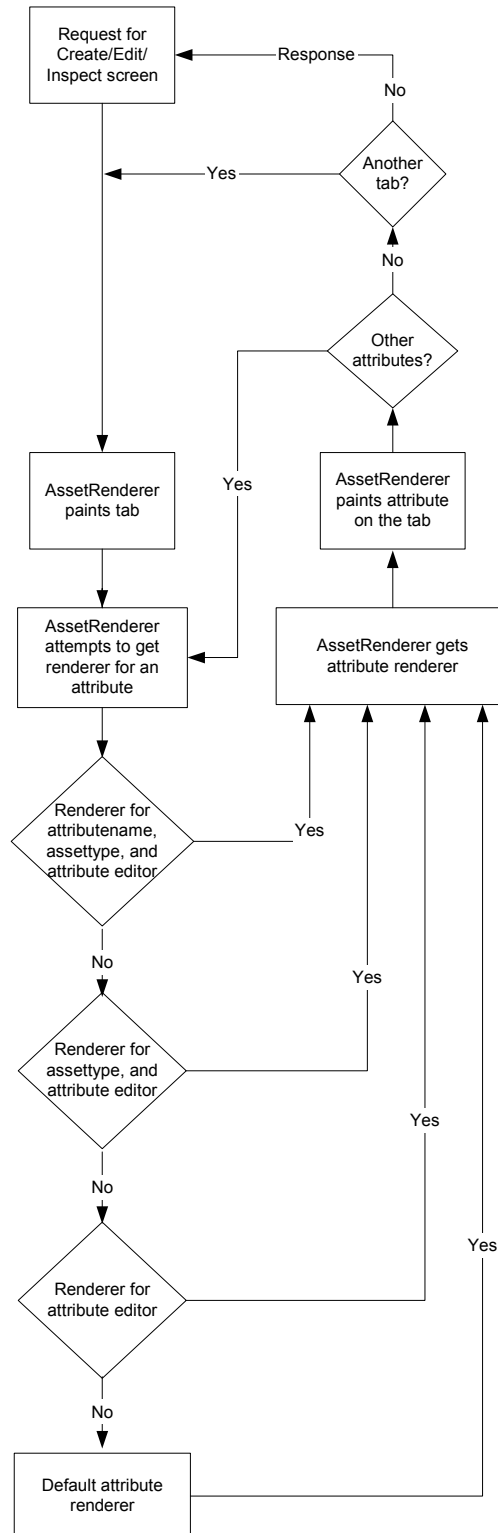 Request for
Create/Edit/
Inspect screen
Response
No
Another
tab?
Yes
No
Other
attributes?
Yes
AssetRenderer
paints tab
AssetRenderer
paints attribute
on the tab
AssetRenderer
attempts to get
renderer for an
attribute
AssetRenderer gets
attribute renderer
Renderer for
attributename,
assettype, and
attribute editor
Yes
No
Renderer for
assettype, and
attribute editor
Yes
No
Renderer for
attribute editor
Yes
No
Default attribute
renderer
Yes